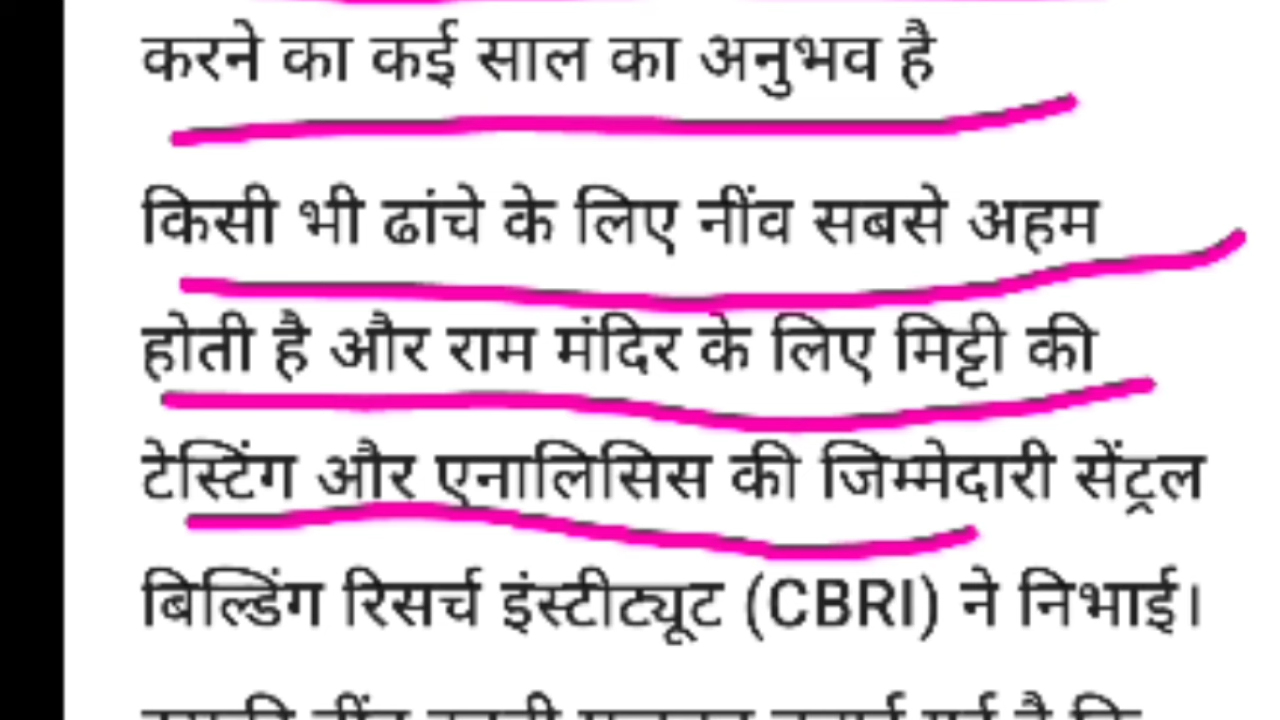 करने का कई साल का अनुभव है
किसी भी ढांचे के लिए नींव सबसे अहम
होती है और राम मंदिर के लिए मिट्टी की
टेस्टिंग और एनालिसिस की जिम्मेदारी सेंट्रल
बिल्डिंग रिसर्च इंस्टीट्यूट (CBRI) ने निभाई।